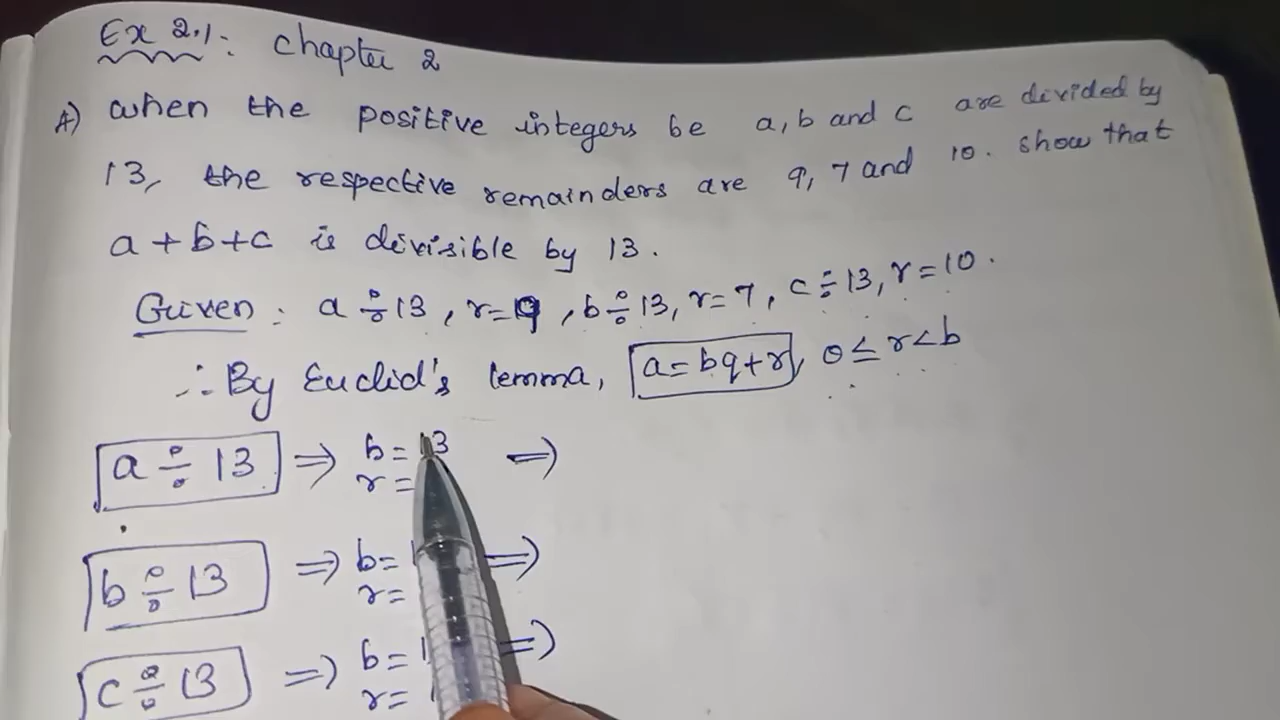 Ex 2.1: Chapter 2
A) When the positive integers be a, b and c are divided by
13, the respective remainders are 9, 7 and 10. show that
a+b+c is divisible by 13.
Given: a ÷ 13, r=9, b ÷ 13, r=7, c ÷ 13, r=10.
∴ By Euclid's lemma, a=bq+r, 0≤r<b
a ÷ 13 ⇒ b=13 ⇒
r=
b ÷ 13 ⇒ b= ⇒
r=
c ÷ 13 ⇒ b= ⇒
r=